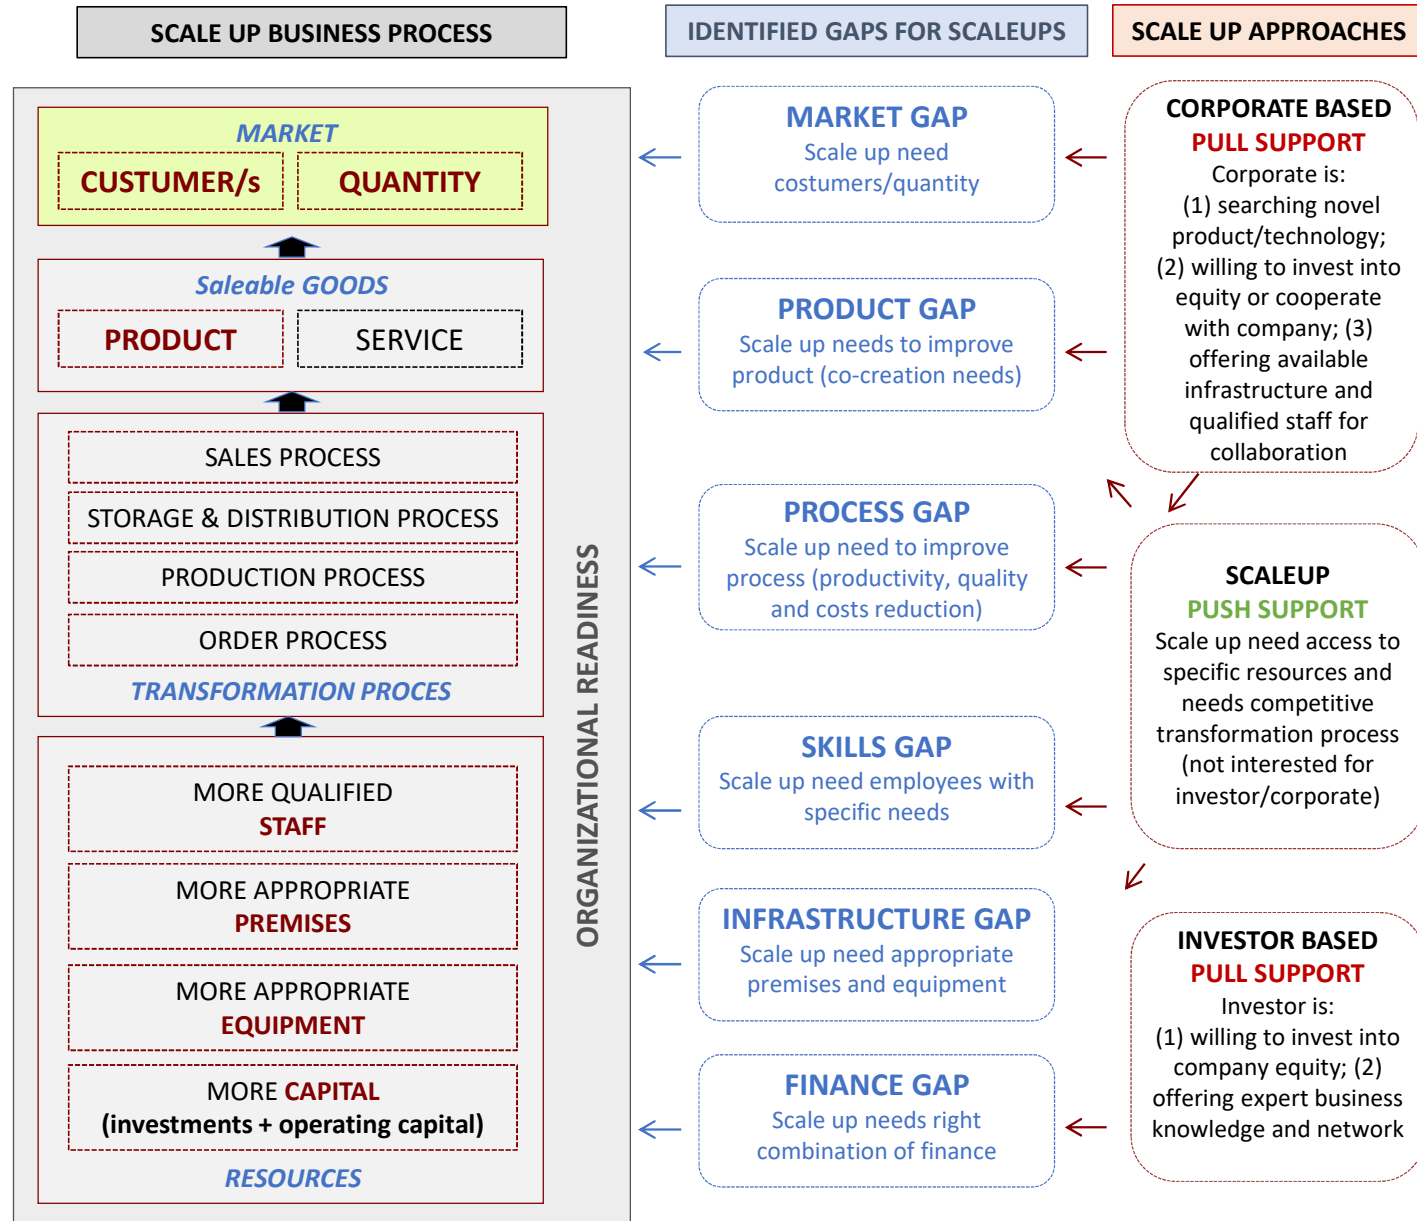 SCALE UP BUSINESS PROCESS
MARKET
CUSTUMER/s
QUANTITY
Saleable GOODS
PRODUCT
SERVICE
SALES PROCESS
STORAGE & DISTRIBUTION PROCESS
PRODUCTION PROCESS
ORDER PROCESS
TRANSFORMATION PROCES
MORE QUALIFIED
STAFF
MORE APPROPRIATE
PREMISES
MORE APPROPRIATE
EQUIPMENT
MORE CAPITAL
(investments + operating capital)
RESOURCES
ORGANIZATIONAL READINESS
IDENTIFIED GAPS FOR SCALEUPS
MARKET GAP
Scale up need
costumers/quantity
PRODUCT GAP
Scale up needs to improve
product (co-creation needs)
PROCESS GAP
Scale up need to improve
process (productivity, quality
and costs reduction)
SKILLS GAP
Scale up need employees with
specific needs
INFRASTRUCTURE GAP
Scale up need appropriate
premises and equipment
FINANCE GAP
Scale up needs right
combination of finance
SCALE UP APPROACHES
CORPORATE BASED
PULL SUPPORT
Corporate is:
(1) searching novel
product/technology;
(2) willing to invest into
equity or cooperate
with company; (3)
offering available
infrastructure and
qualified staff for
collaboration
SCALEUP
PUSH SUPPORT
Scale up need access to
specific resources and
needs competitive
transformation process
(not interested for
investor/corporate)
INVESTOR BASED
PULL SUPPORT
Investor is:
(1) willing to invest into
company equity; (2)
offering expert business
knowledge and network